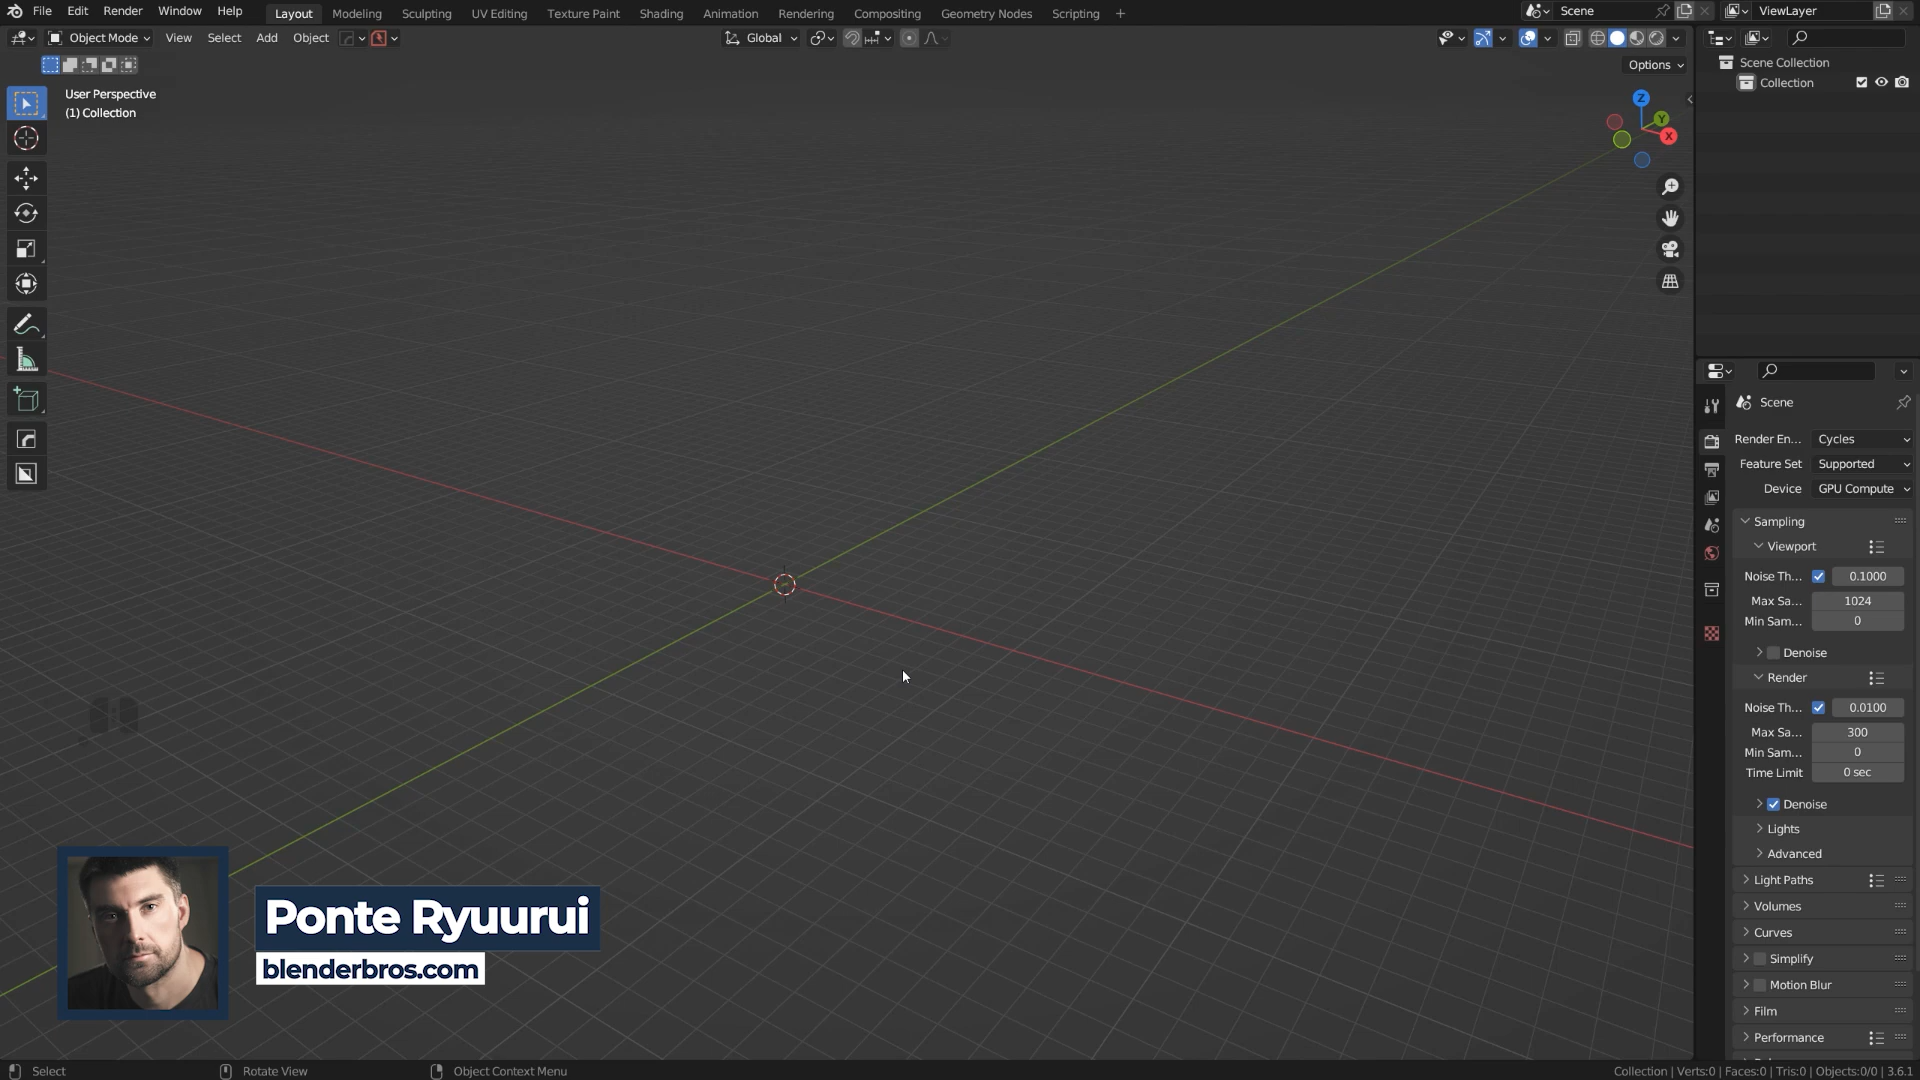 File Edit Render Window Help Layout Modeling Sculpting UV Editing Texture Paint Shading Animation Rendering Compositing Geometry Nodes Scripting + Scene ViewLayer
Object Mode View Select Add Object Global
Options
User Perspective
(1) Collection
Z
Y
X
Scene Collection
Collection
Scene
Render En... Cycles
Feature Set Supported
Device GPU Compute
Sampling
Viewport
Noise Th... 0.1000
Max Sa... 1024
Min Sam... 0
Denoise
Render
Noise Th... 0.0100
Max Sa... 300
Min Sam... 0
Time Limit 0 sec
Denoise
Lights
Advanced
Light Paths
Volumes
Curves
Simplify
Motion Blur
Film
Performance
Ponte Ryuurui
blenderbros.com
Select Rotate View Object Context Menu Collection | Verts:0 | Faces:0 | Tris:0 | Objects:0/0 | 3.6.1